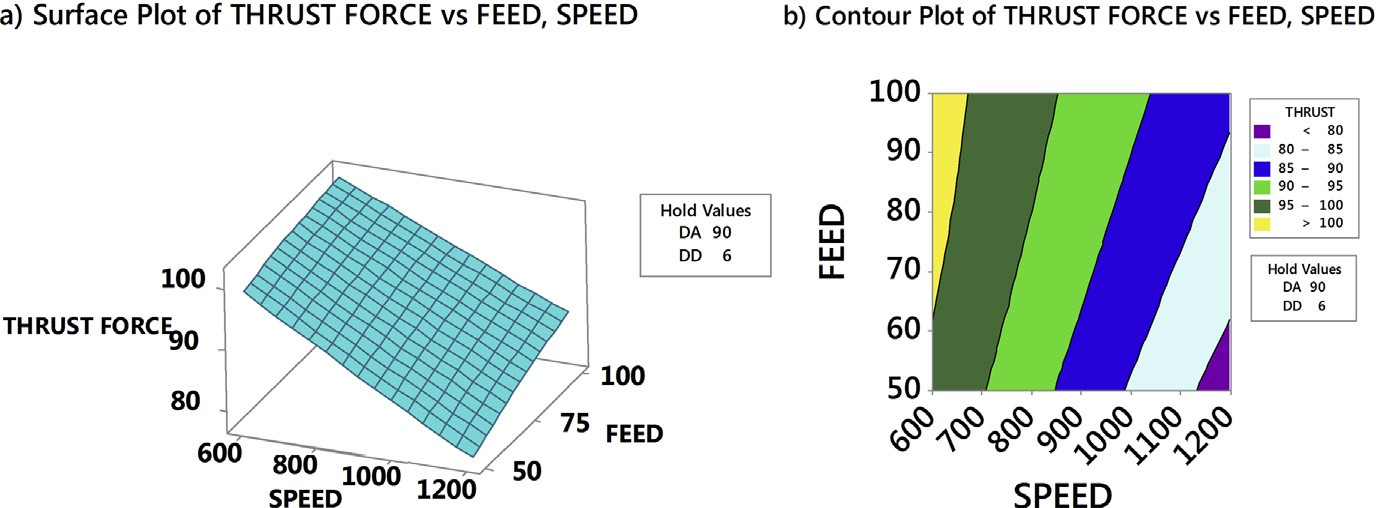 a) Surface Plot of THRUST FORCE vs FEED, SPEED
Hold Values
DA 90
DD 6
100
THRUST FORCE
90
80
600
800
1000
1200
SPEED
50
75
100
FEED
b) Contour Plot of THRUST FORCE vs FEED, SPEED
100
90
80
70
60
50
FEED
600
700
800
900
1000
1100
1200
SPEED
THRUST
< 80
80 – 85
85 – 90
90 – 95
95 – 100
> 100
Hold Values
DA 90
DD 6